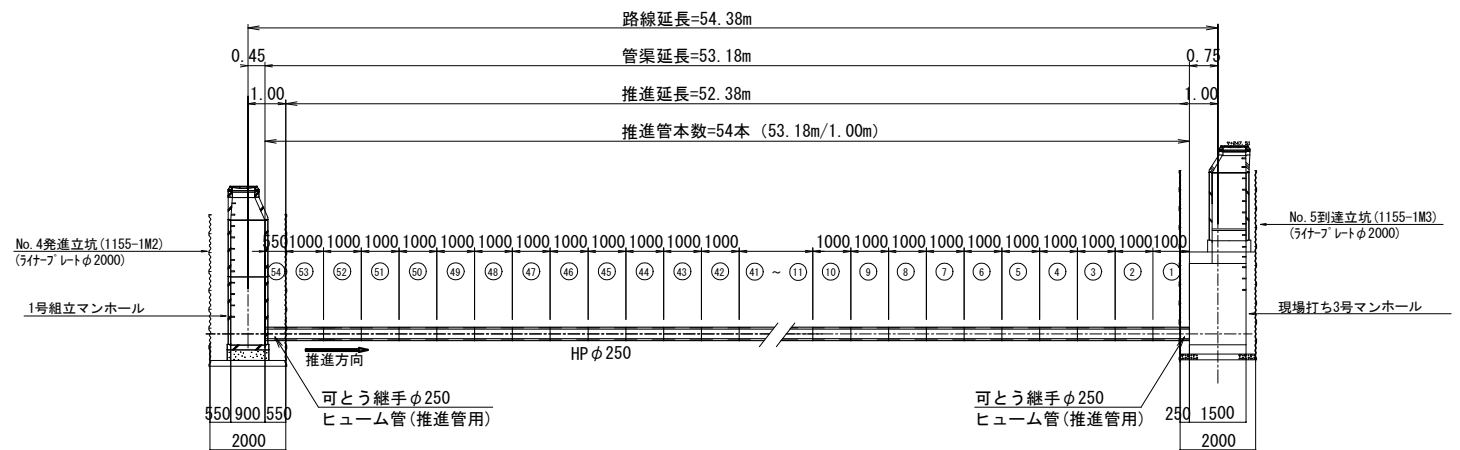 路線延長=54.38m
0.45 管渠延長=53.18m 0.75
1.00 推進延長=52.38m 1.00
推進管本数=54本 (53.18m/1.00m)
No.4発進立坑(1155-1M2)
(ライナープレートφ2000)
No.5到達立坑(1155-1M3)
(ライナープレートφ2000)
550 1000 1000 1000 1000 1000 1000 1000 1000 1000 1000 1000 1000 1000 1000 1000 1000 1000 1000 1000 1000 1000 1000
54 53 52 51 50 49 48 47 46 45 44 43 42 41 ~ 11 10 9 8 7 6 5 4 3 2 1
1号組立マンホール
現場打ち3号マンホール
推進方向
HPφ250
可とう継手φ250
ヒューム管(推進管用)
可とう継手φ250
ヒューム管(推進管用)
550 900 550
2000
250 1500
2000